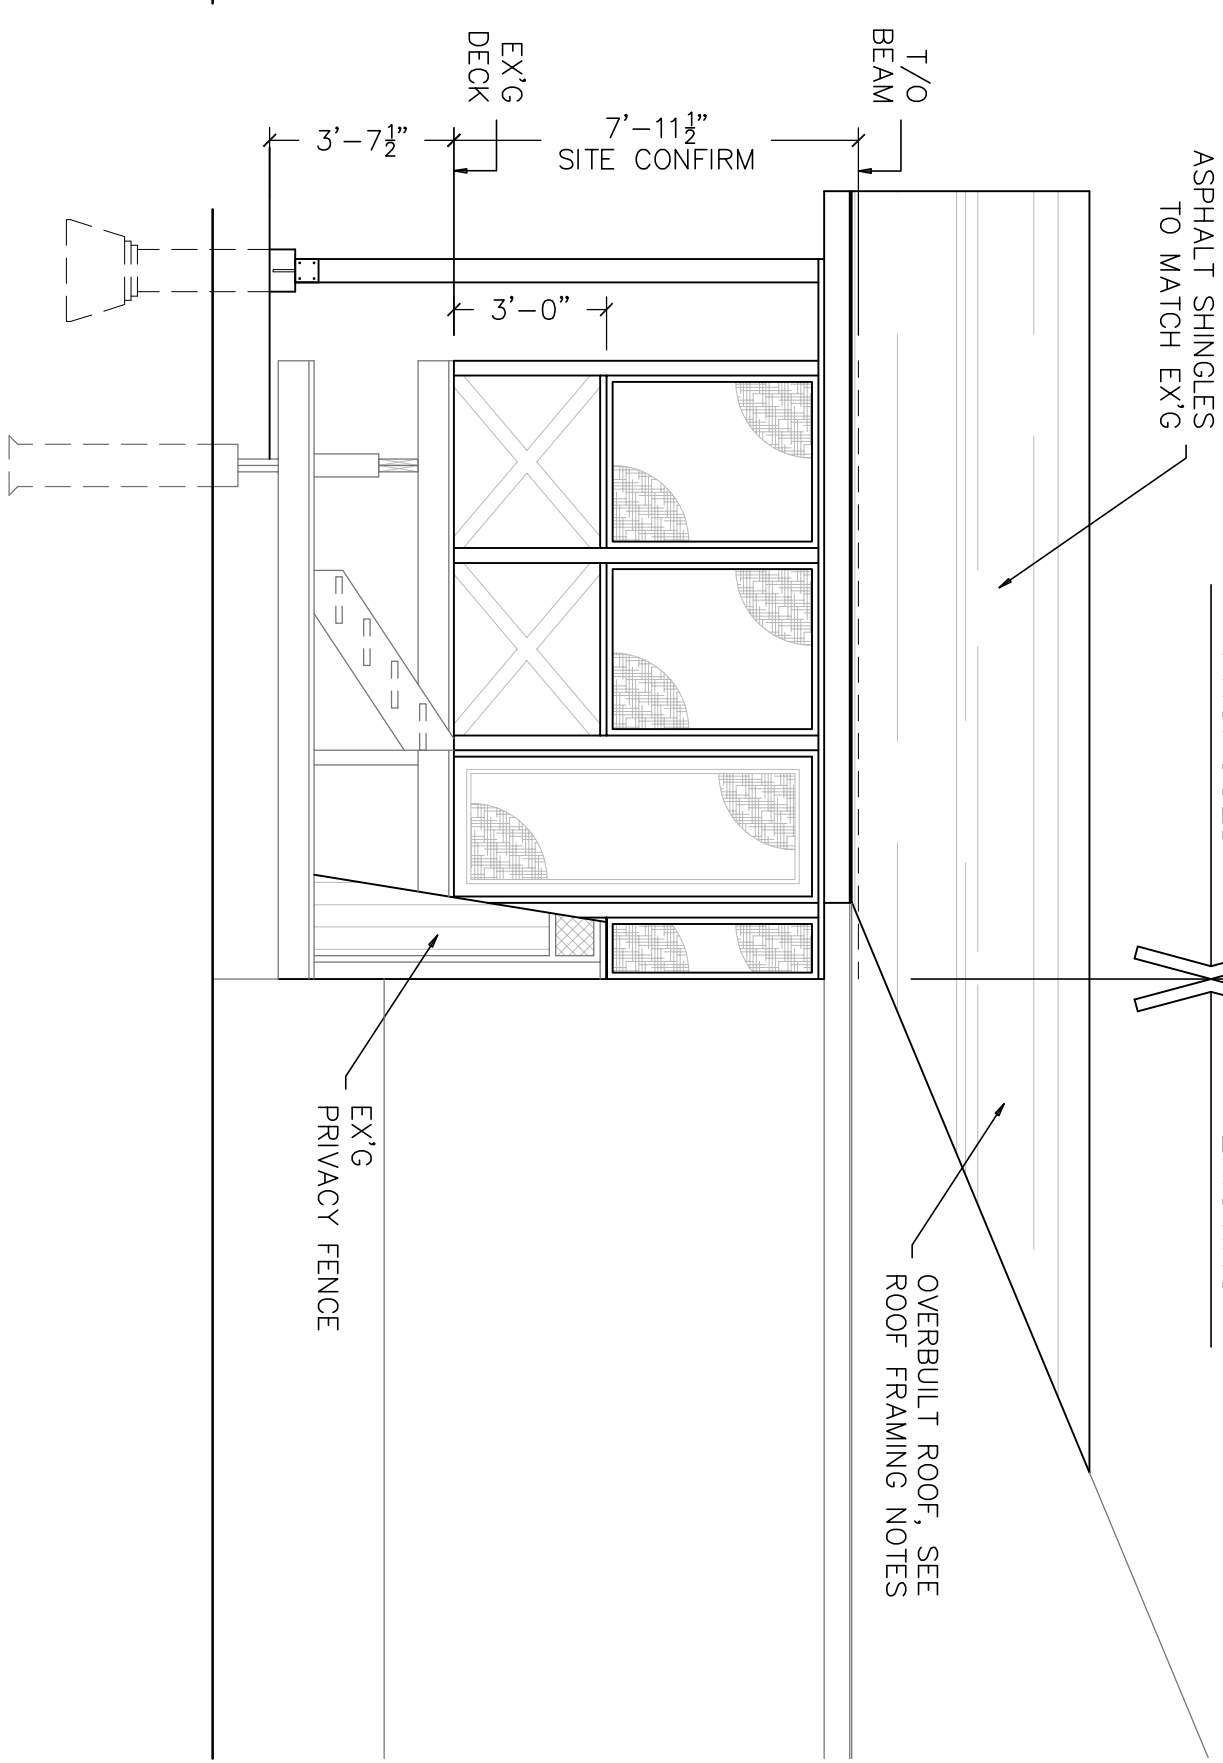 ASPHALT SHINGLES
TO MATCH EX'G
T/O
BEAM
7'-11½"
SITE CONFIRM
EX'G
DECK
3'-7½"
3'-0"
OVERBUILT ROOF, SEE
ROOF FRAMING NOTES
EX'G
PRIVACY FENCE